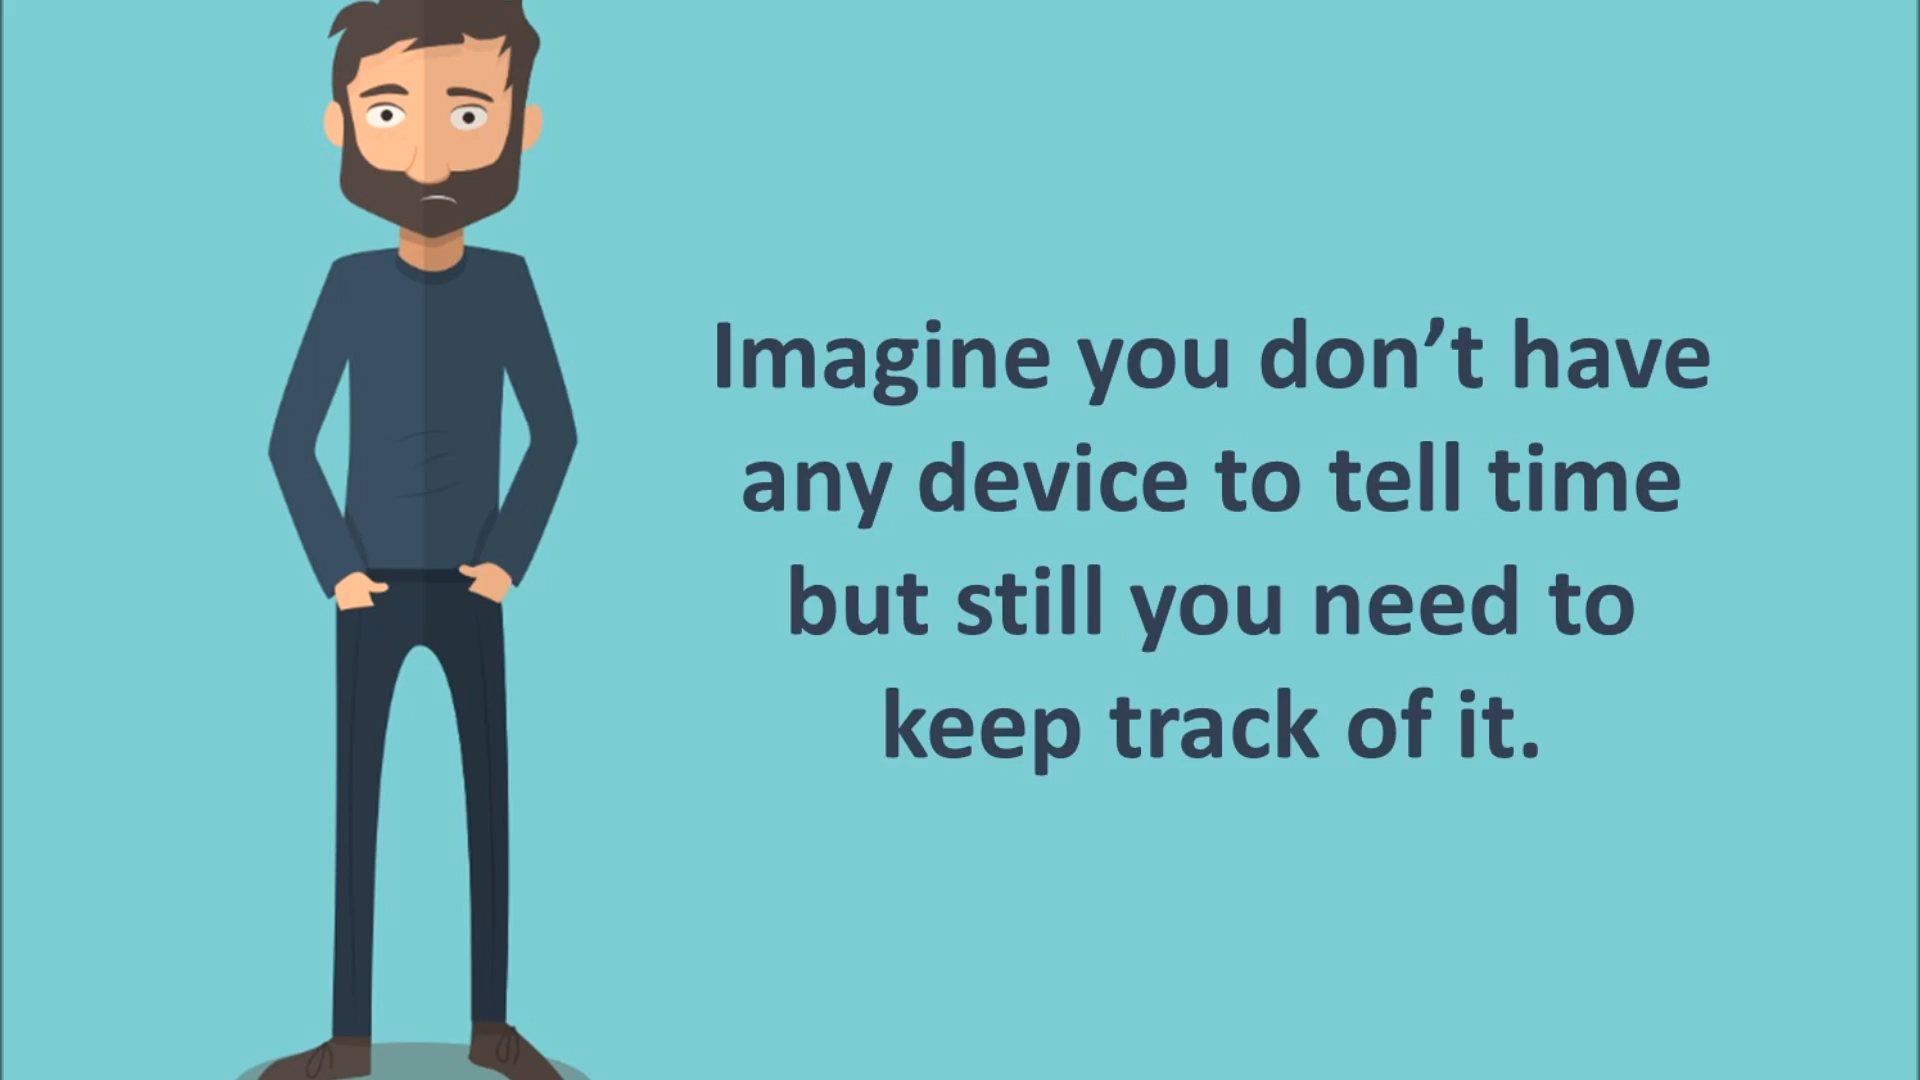 Imagine you don’t have
any device to tell time
but still you need to
keep track of it.